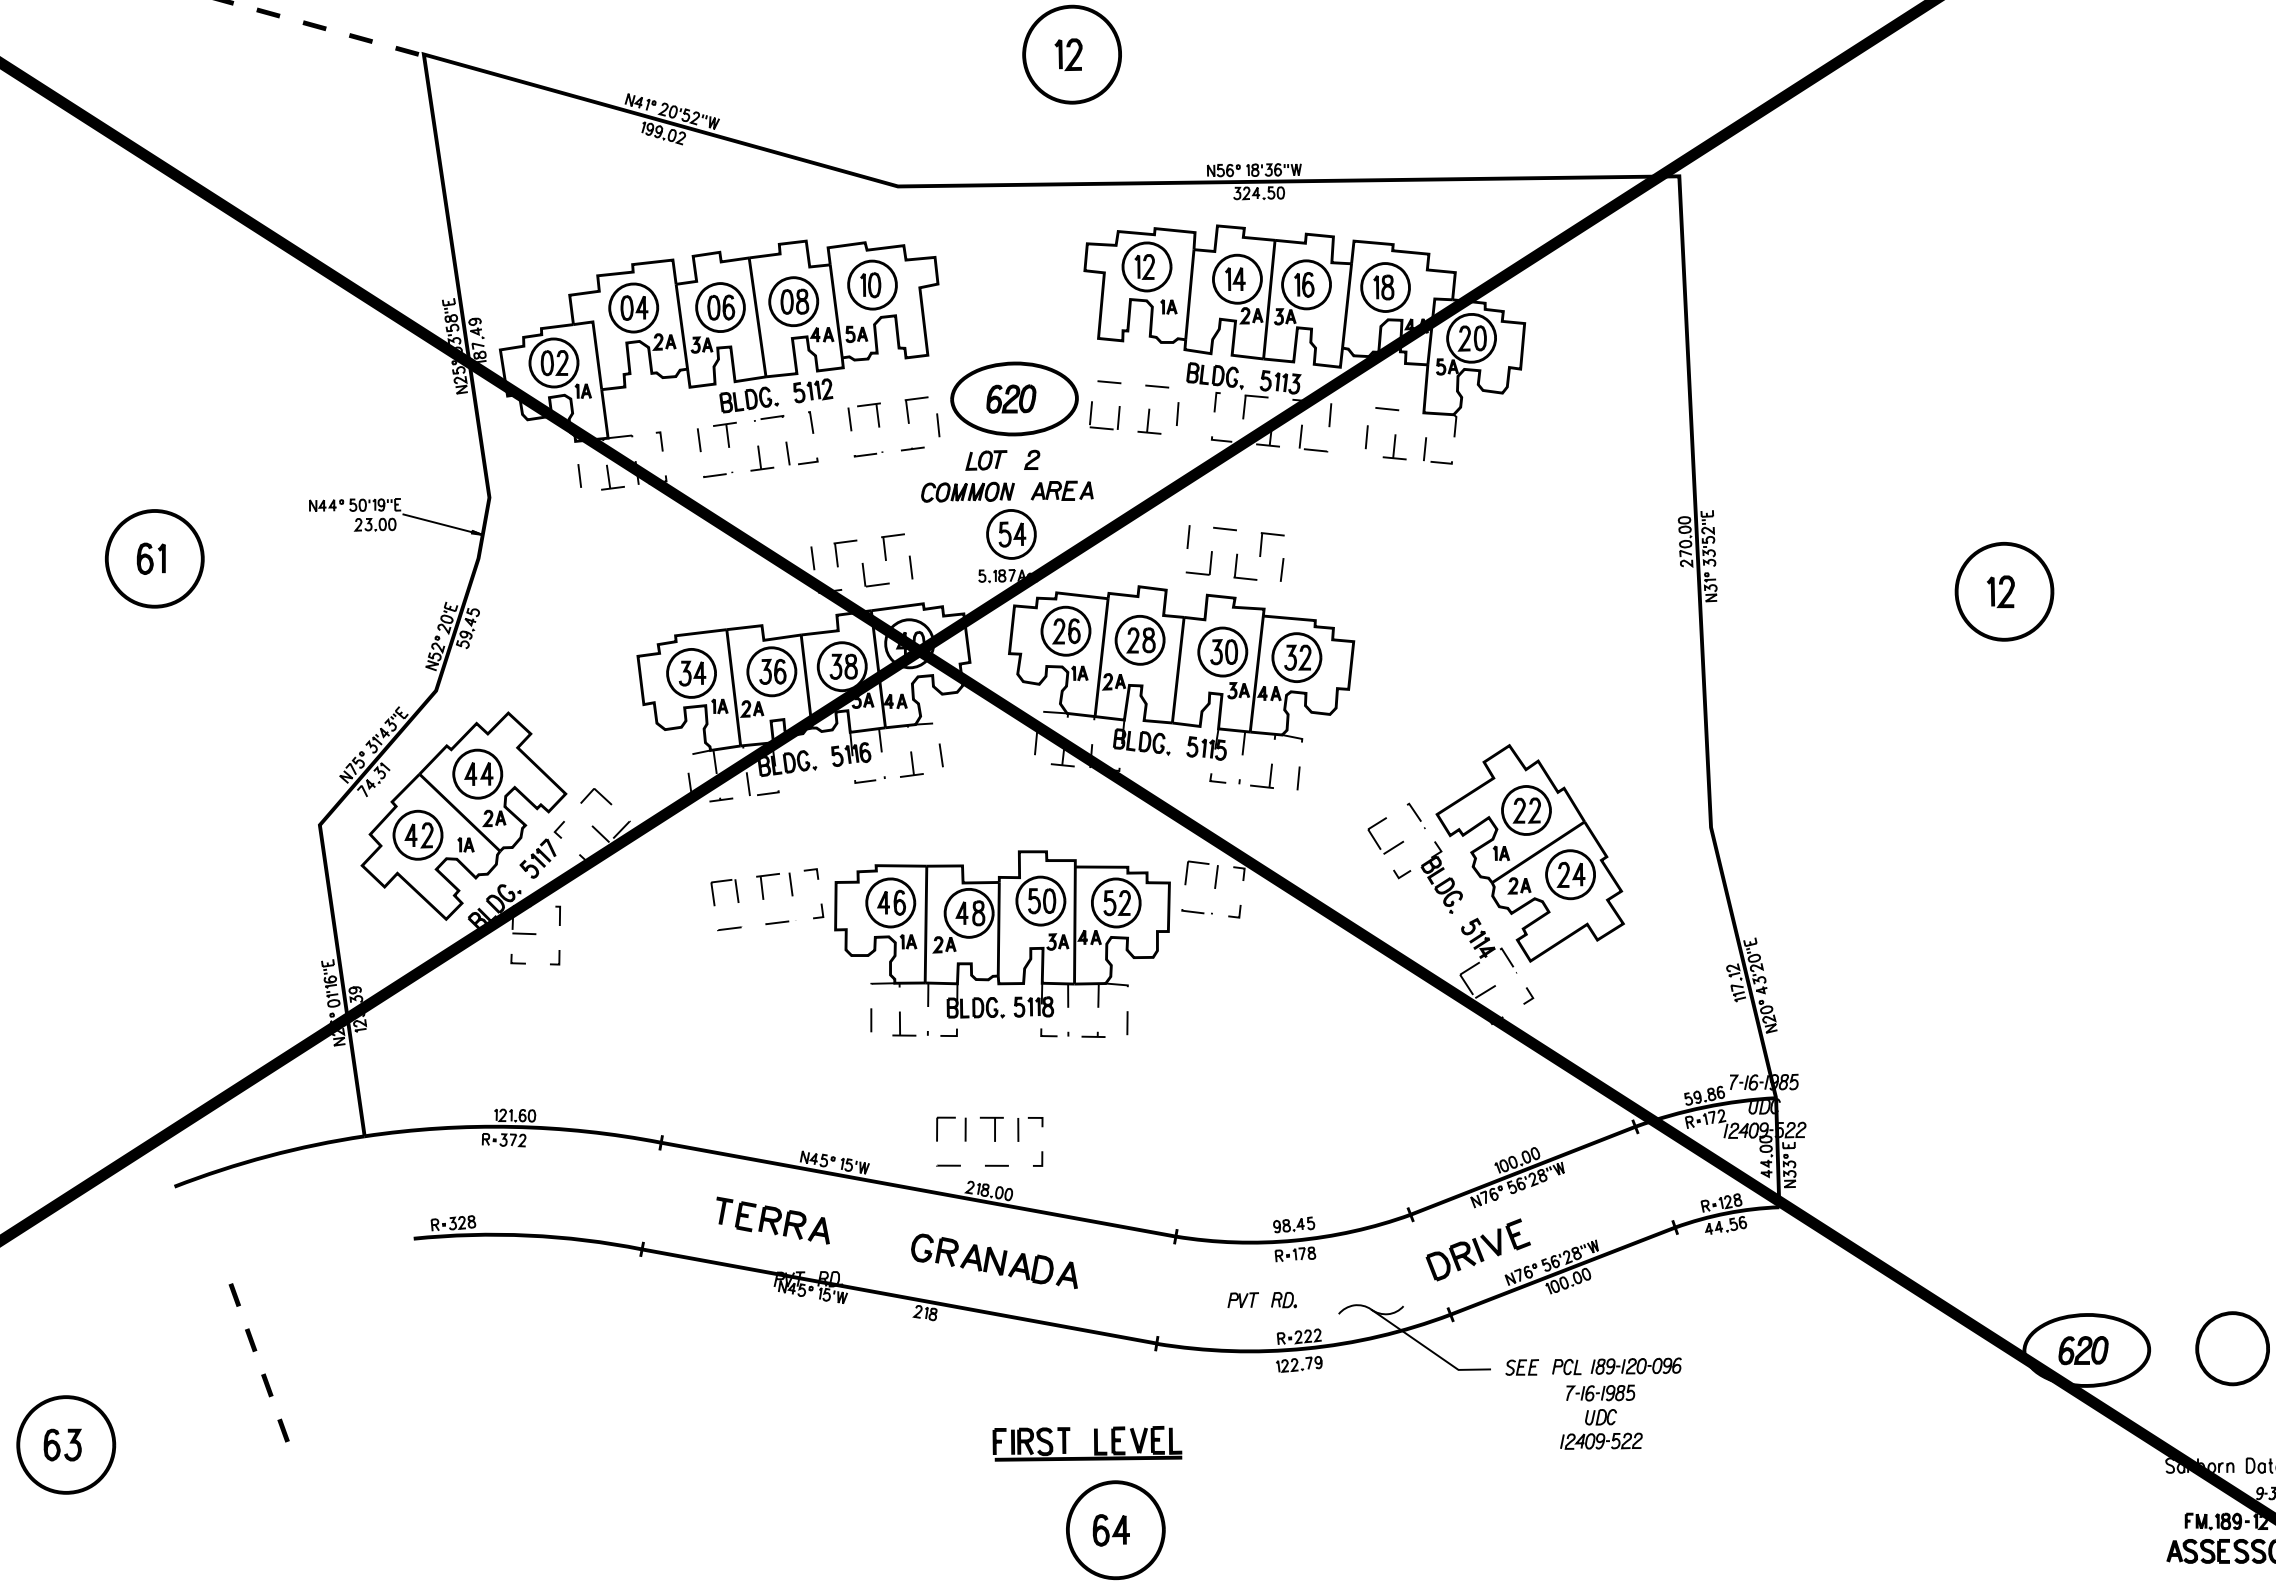 12
N41° 20'52"W
199.02
N56° 18'36"W
324.50
02
1A
04
2A
06
3A
08
4A
10
5A
BLDG. 5112
12
1A
14
2A
16
3A
18
20
5A
BLDG. 5113
620
LOT 2
COMMON AREA
54
N44° 50'19"E
23.00
61
270.00
N31° 33'52"E
12
N52° 20'E
59.45
N75° 31'43"E
74.31
34
1A
36
2A
38
4A
BLDG. 5116
26
1A
28
2A
30
3A
32
4A
BLDG. 5115
42
1A
44
2A
BLDG. 5117
22
1A
24
2A
BLDG. 5114
46
1A
48
2A
50
3A
52
4A
BLDG. 5118
117.12
N20° 43'20"E
59.86
R=172
7-16-1985
UDC
12409-522
44.00
N33° E
121.60
R=372
N45° 15'W
218.00
98.45
R=178
100.00
N76° 56'28"W
R=128
44.56
R=328
TERRA GRANADA DRIVE
PVT RD.
N45° 15'W
218
PVT RD.
R=222
122.79
N76° 56'28"W
100.00
SEE PCL 189-120-096
7-16-1985
UDC
12409-522
620
63
FIRST LEVEL
64
FM.189-12